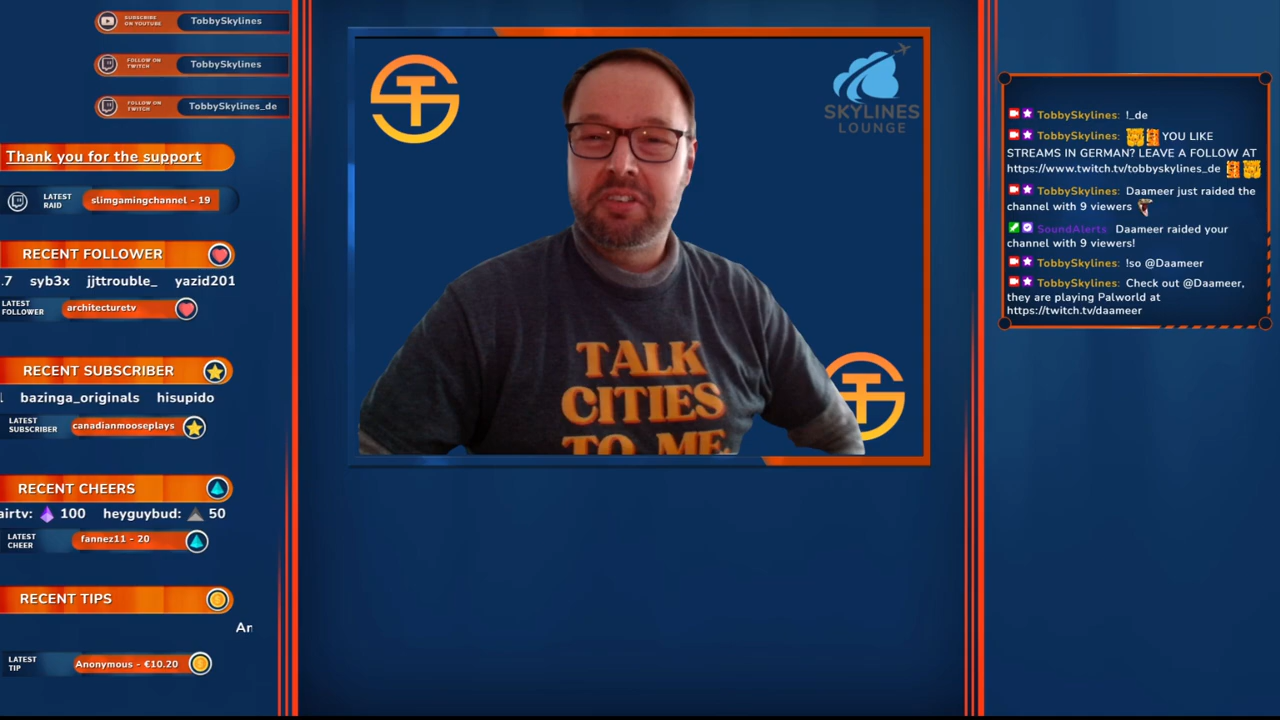 SUBSCRIBE
ON YOUTUBE
TobbySkylines
FOLLOW ON
TWITCH
TobbySkylines
FOLLOW ON
TWITCH
TobbySkylines_de
Thank you for the support
LATEST
RAID
slimgamingchannel - 19
RECENT FOLLOWER
.7 syb3x jjttrouble_ yazid201
LATEST
FOLLOWER
architecturetv
RECENT SUBSCRIBER
bazinga_originals hisupido
LATEST
SUBSCRIBER
canadianmooseplays
RECENT CHEERS
airtv: 100 heyguybud: 50
LATEST
CHEER
fannez11 - 20
RECENT TIPS
An
LATEST
TIP
Anonymous - €10.20
SKYLINES
LOUNGE
TALK
CITIES
TO ME
TobbySkylines: !_de
TobbySkylines: YOU LIKE
STREAMS IN GERMAN? LEAVE A FOLLOW AT
https://www.twitch.tv/tobbyskylines_de
TobbySkylines: Daameer just raided the
channel with 9 viewers
SoundAlerts: Daameer raided your
channel with 9 viewers!
TobbySkylines: !so @Daameer
TobbySkylines: Check out @Daameer,
they are playing Palworld at
https://twitch.tv/daameer